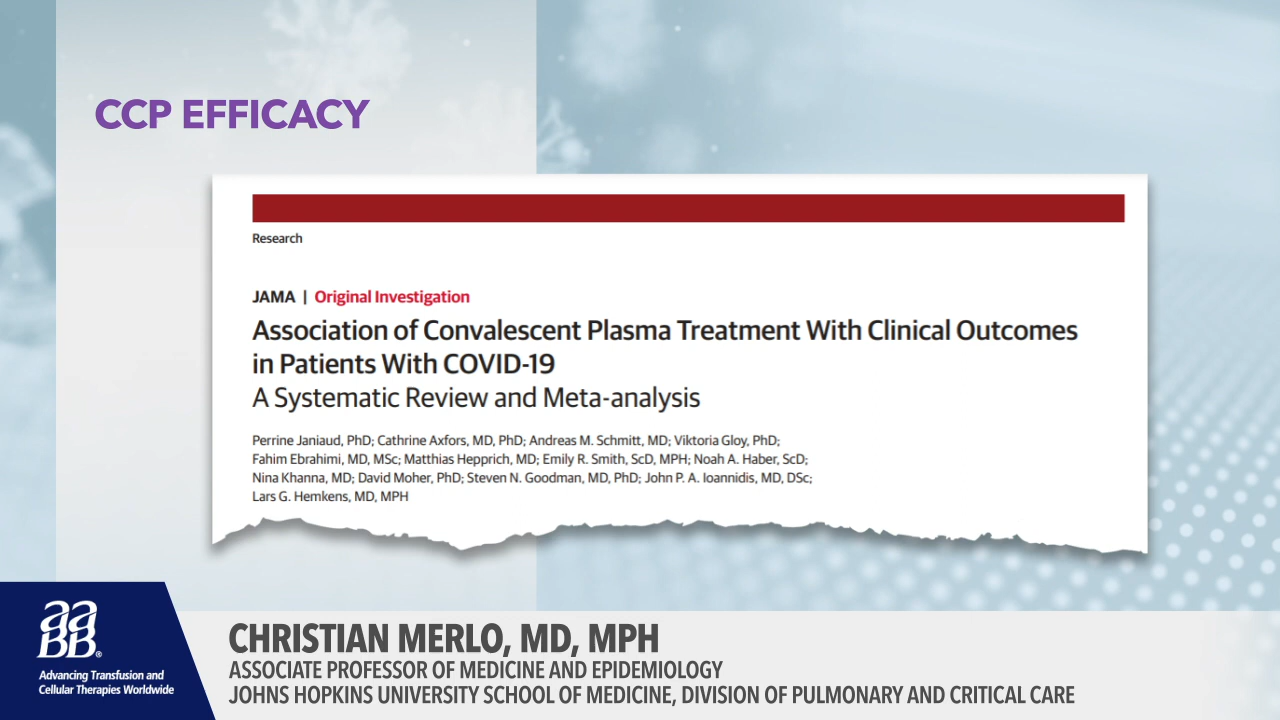 CCP EFFICACY
Research
JAMA | Original Investigation
Association of Convalescent Plasma Treatment With Clinical Outcomes
in Patients With COVID-19
A Systematic Review and Meta-analysis
Perrine Janiaud, PhD; Cathrine Axfors, MD, PhD; Andreas M. Schmitt, MD; Viktoria Gloy, PhD;
Fahim Ebrahimi, MD, MSc; Matthias Hepprich, MD; Emily R. Smith, ScD, MPH; Noah A. Haber, ScD;
Nina Khanna, MD; David Moher, PhD; Steven N. Goodman, MD, PhD; John P. A. Ioannidis, MD, DSc;
Lars G. Hemkens, MD, MPH
aaBB®
Advancing Transfusion and
Cellular Therapies Worldwide
CHRISTIAN MERLO, MD, MPH
ASSOCIATE PROFESSOR OF MEDICINE AND EPIDEMIOLOGY
JOHNS HOPKINS UNIVERSITY SCHOOL OF MEDICINE, DIVISION OF PULMONARY AND CRITICAL CARE